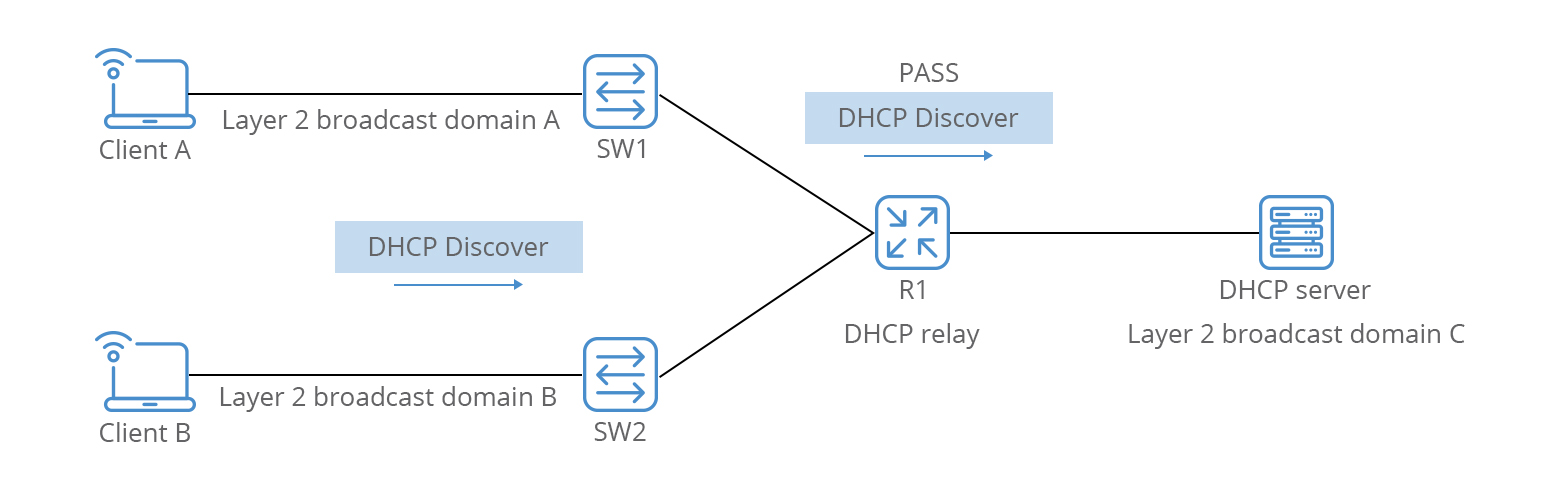 PASS
DHCP Discover
Layer 2 broadcast domain A
Client A
SW1
DHCP Discover
R1
DHCP server
DHCP relay
Layer 2 broadcast domain C
Layer 2 broadcast domain B
Client B
SW2